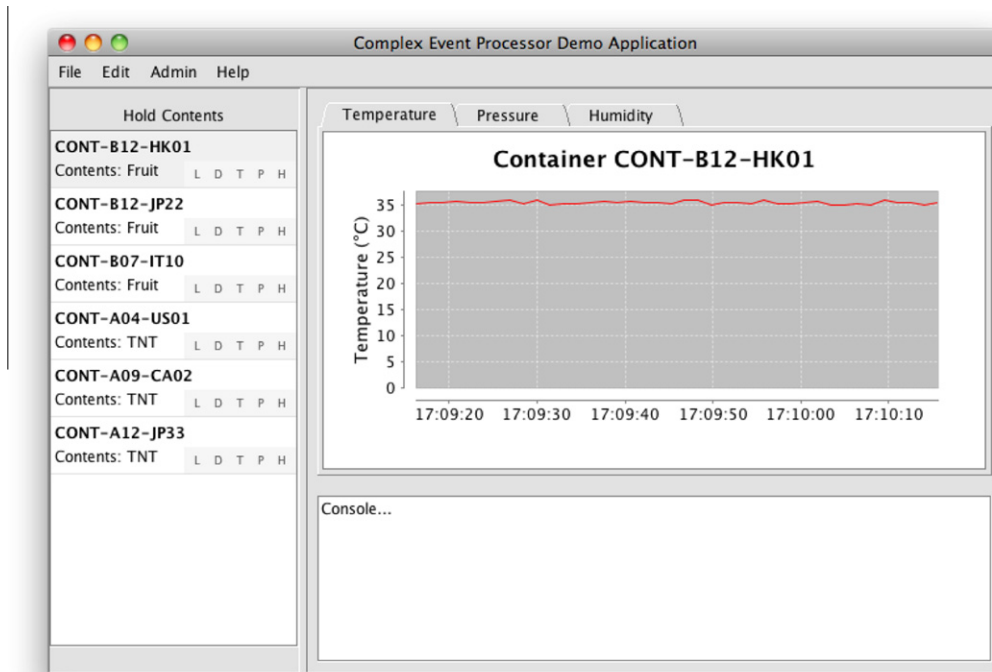 Complex Event Processor Demo Application
File Edit Admin Help
Hold Contents
CONT-B12-HK01
Contents: Fruit L D T P H
CONT-B12-JP22
Contents: Fruit L D T P H
CONT-B07-IT10
Contents: Fruit L D T P H
CONT-A04-US01
Contents: TNT L D T P H
CONT-A09-CA02
Contents: TNT L D T P H
CONT-A12-JP33
Contents: TNT L D T P H
Temperature Pressure Humidity
Container CONT-B12-HK01
Temperature (°C)
35
30
25
20
15
10
5
0
17:09:20 17:09:30 17:09:40 17:09:50 17:10:00 17:10:10
Console...